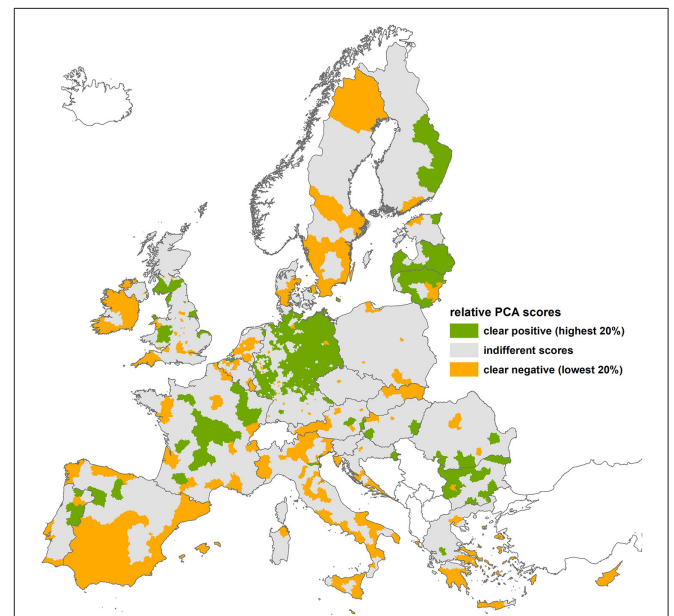 relative PCA scores
clear positive (highest 20%)
indifferent scores
clear negative (lowest 20%)